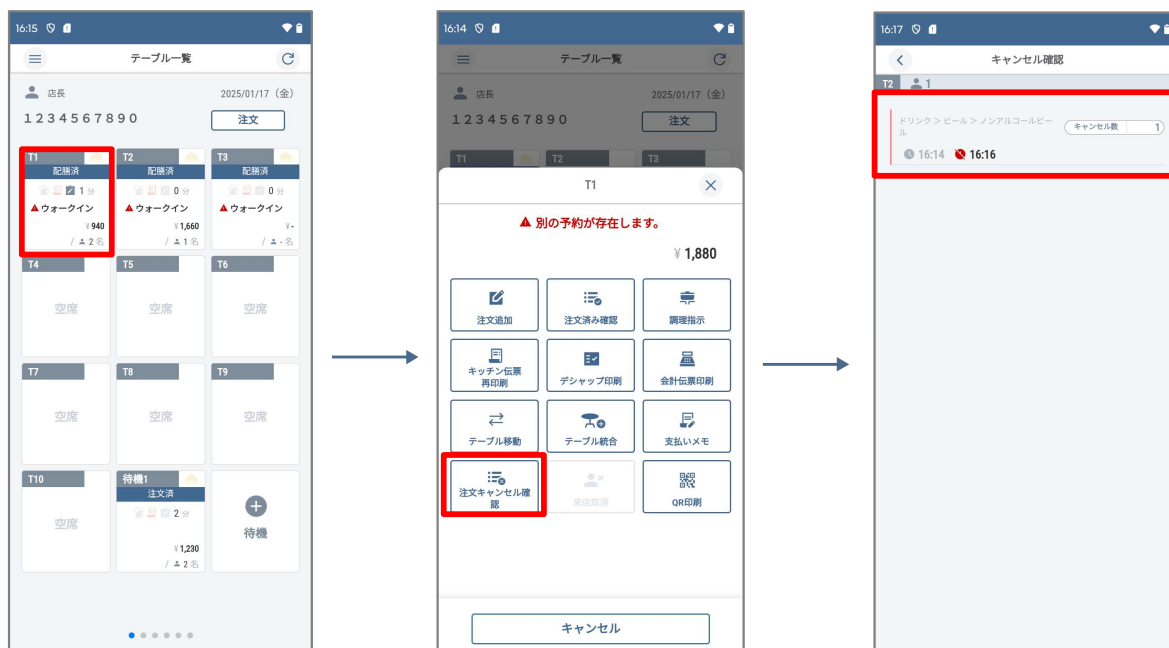 16:15
テーブル一覧
店長
2025/01/17（金）
1234567890
注文
T1
T2
T3
配膳済
配膳済
配膳済
1 分
0 分
0 分
ウォークイン
ウォークイン
ウォークイン
¥940
¥1,660
¥-
/ 2 名
/ 1 名
/ - 名
T4
T5
T6
空席
空席
空席
T7
T8
T9
空席
空席
空席
T10
待機1
注文済
2 分
空席
待機
¥1,230
/ 2 名
16:14
テーブル一覧
店長
2025/01/17（金）
1234567890
注文
T1
T2
T3
T1
別の予約が存在します。
¥ 1,880
注文追加
注文済み確認
調理指示
キッチン伝票
再印刷
デシャップ印刷
会計伝票印刷
テーブル移動
テーブル統合
支払いメモ
注文キャンセル確
認
来店取消
QR印刷
キャンセル
16:17
キャンセル確認
T2 1
ドリンク > ビール > ノンアルコールビー
ル
キャンセル数 1
16:14 16:16